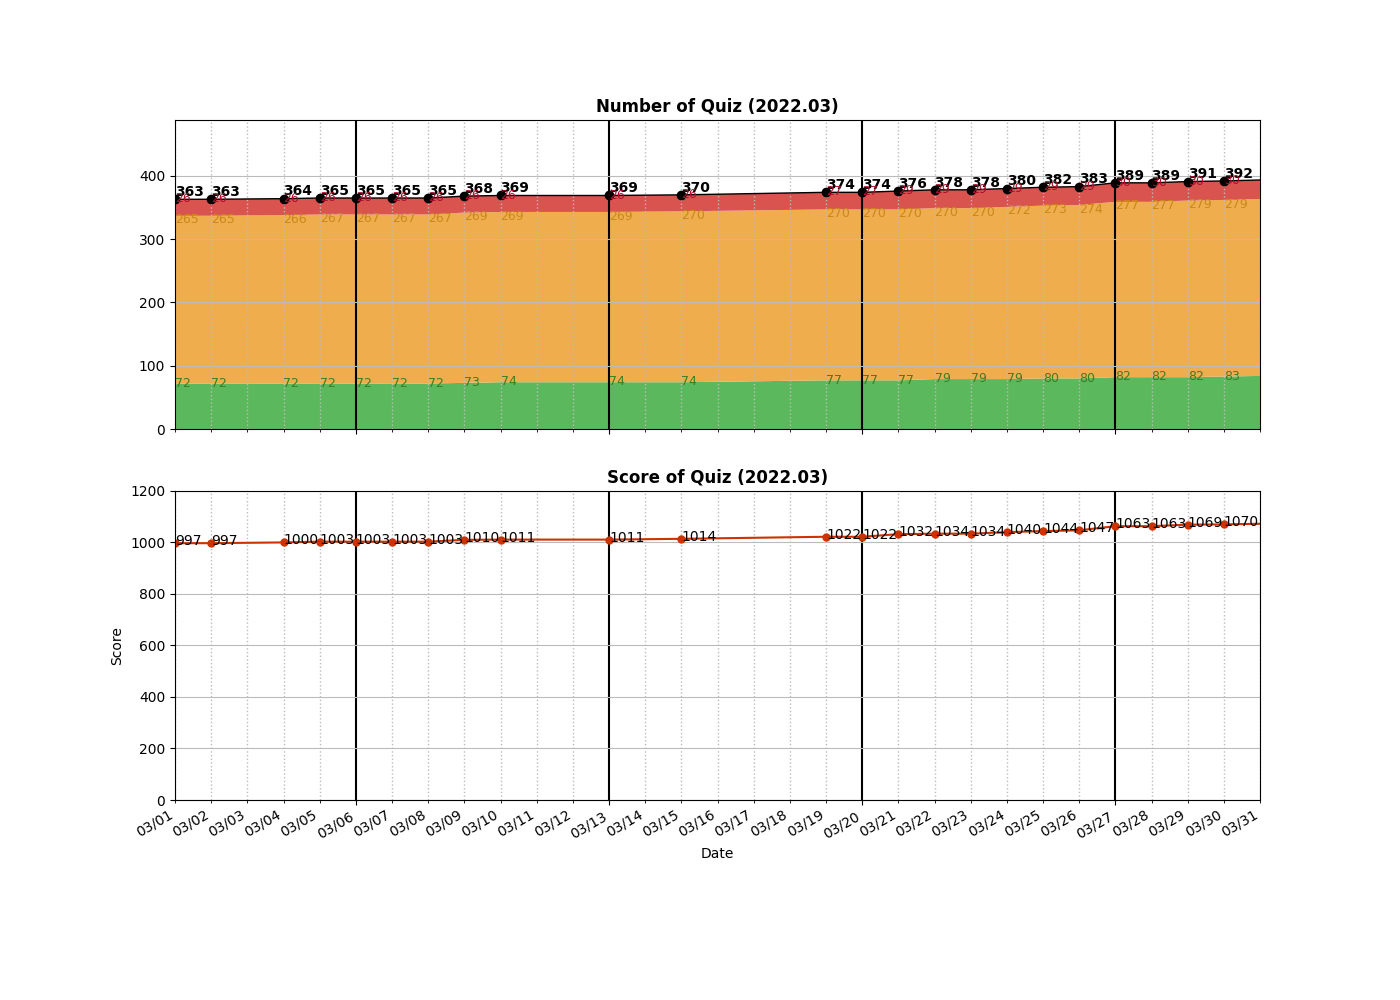 Number of Quiz (2022.03)
400
363 363 364 365 365 365 365 368 369 369 370 374 374 376 378 378 380 382 383 389 389 391 392
265 265 266 267 267 267 267 269 269 269 270 270 270 270 270 270 272 273 274 277 277 279 279
300
200
100
72 72 72 72 72 72 72 73 74 74 74 77 77 77 79 79 79 80 80 82 82 82 83
0
Score of Quiz (2022.03)
1200
997 997 1000 1003 1003 1003 1003 1010 1011 1011 1014 1022 1022 1032 1034 1034 1040 1044 1047 1063 1063 1069 1070
1000
800
600
400
200
0
Score
03/01 03/02 03/03 03/04 03/05 03/06 03/07 03/08 03/09 03/10 03/11 03/12 03/13 03/14 03/15 03/16 03/17 03/18 03/19 03/20 03/21 03/22 03/23 03/24 03/25 03/26 03/27 03/28 03/29 03/30 03/31
Date